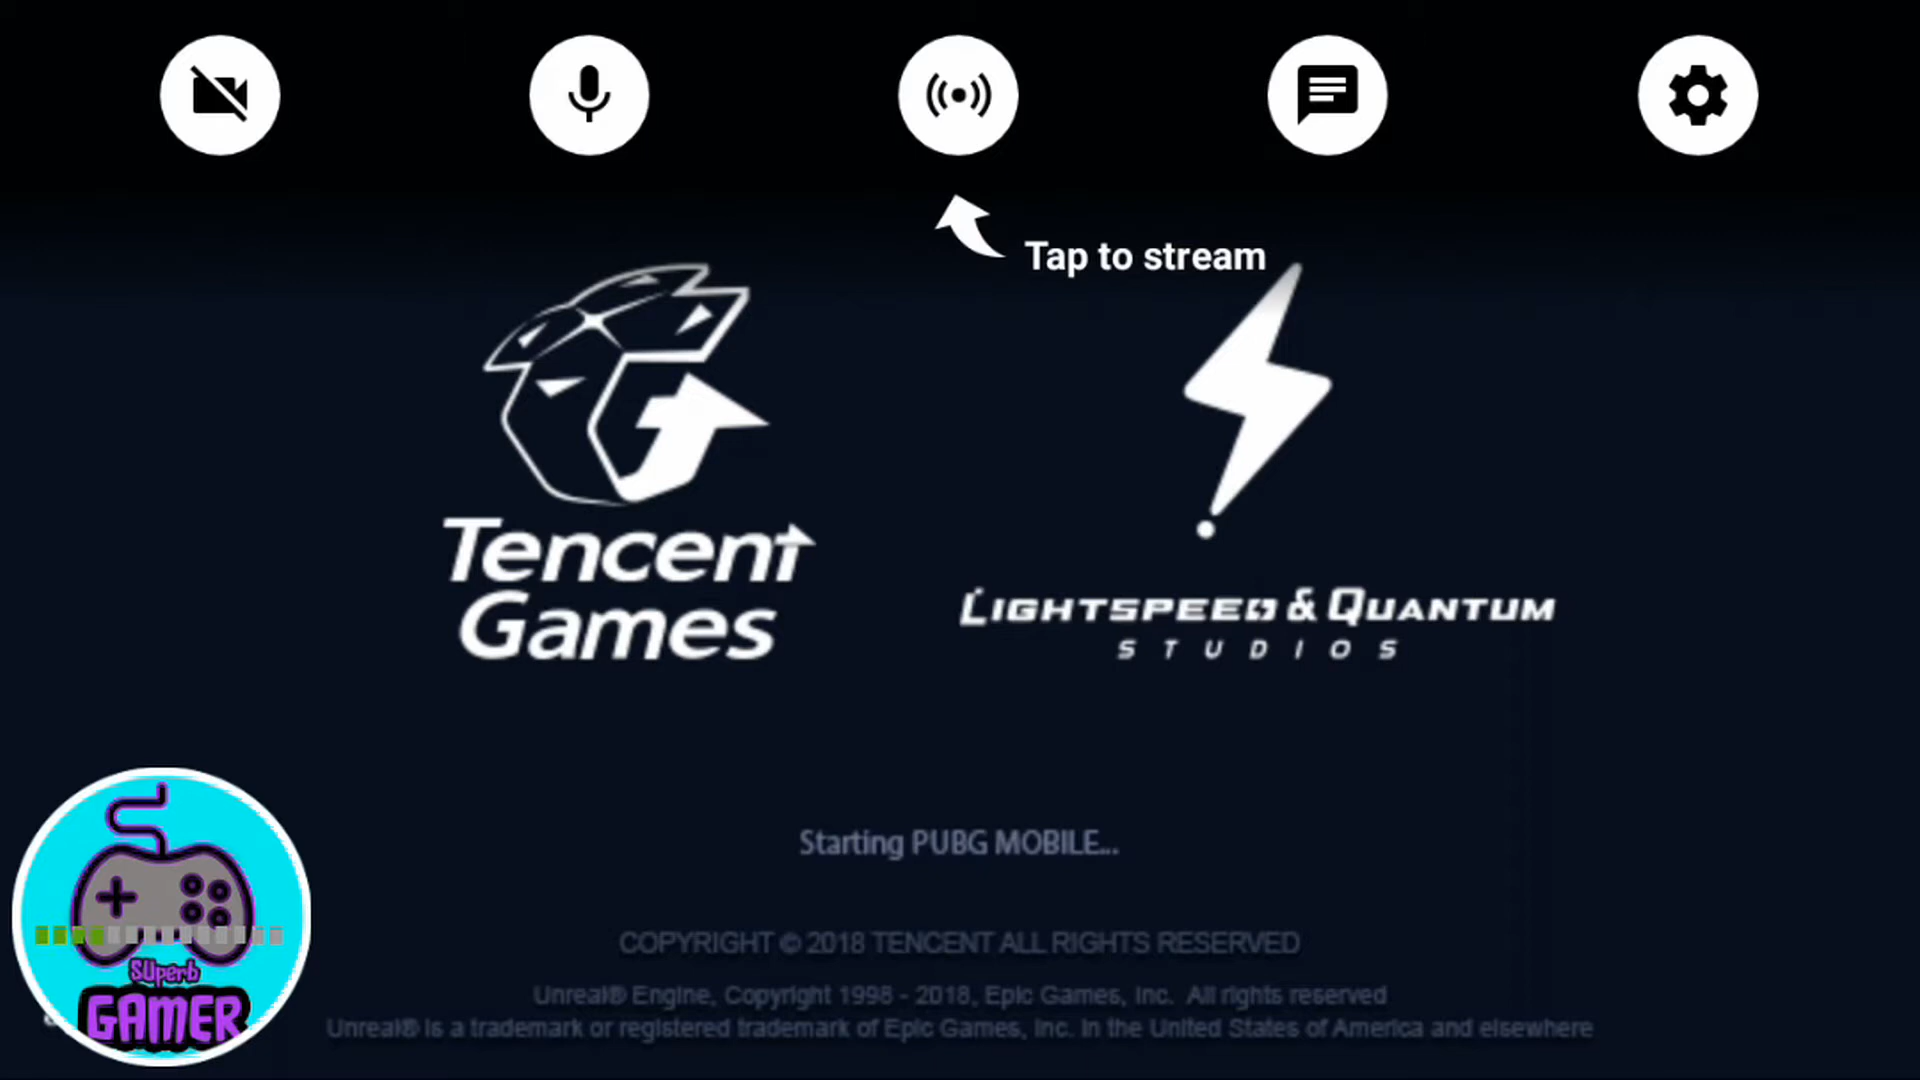 Tap to stream
Tencent
Games
LIGHTSPEED & QUANTUM
STUDIOS
Starting PUBG MOBILE...
COPYRIGHT © 2018 TENCENT ALL RIGHTS RESERVED
Unreal® Engine, Copyright 1998 - 2018, Epic Games, Inc. All rights reserved
Unreal® is a trademark or registered trademark of Epic Games, Inc. in the United States of America and elsewhere
SUperb
GAMER